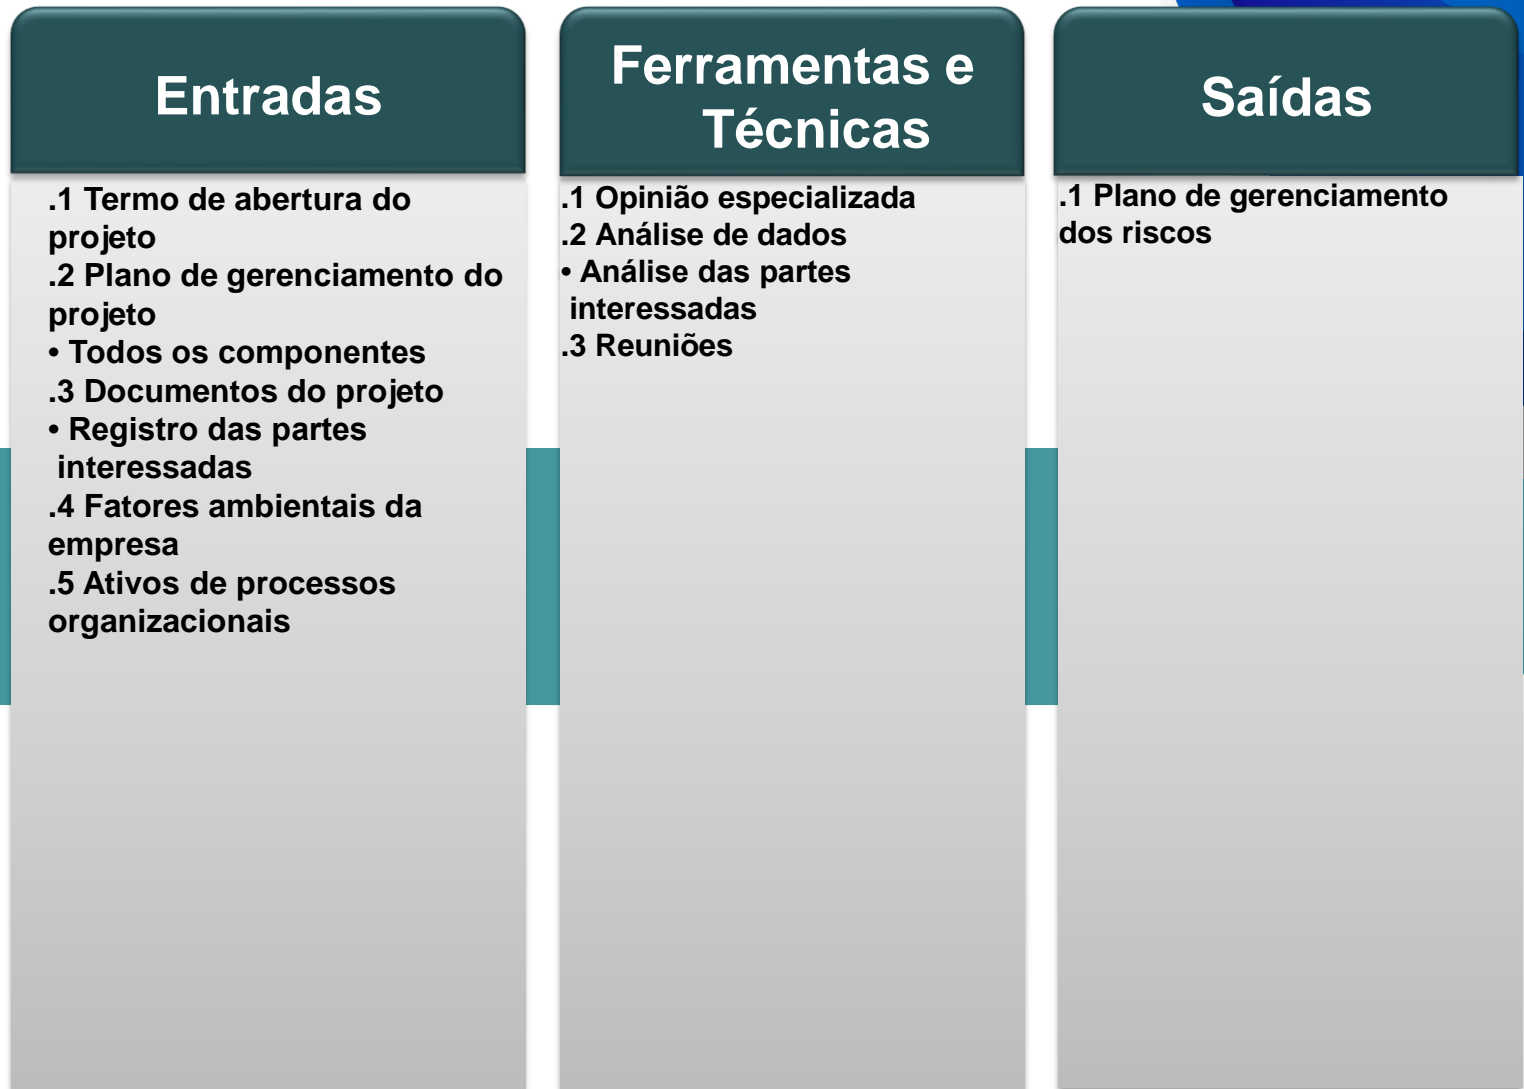 Entradas
.1 Termo de abertura do
projeto
.2 Plano de gerenciamento do
projeto
• Todos os componentes
.3 Documentos do projeto
• Registro das partes
interessadas
.4 Fatores ambientais da
empresa
.5 Ativos de processos
organizacionais
Ferramentas e
Técnicas
.1 Opinião especializada
.2 Análise de dados
• Análise das partes
interessadas
.3 Reuniões
Saídas
.1 Plano de gerenciamento
dos riscos